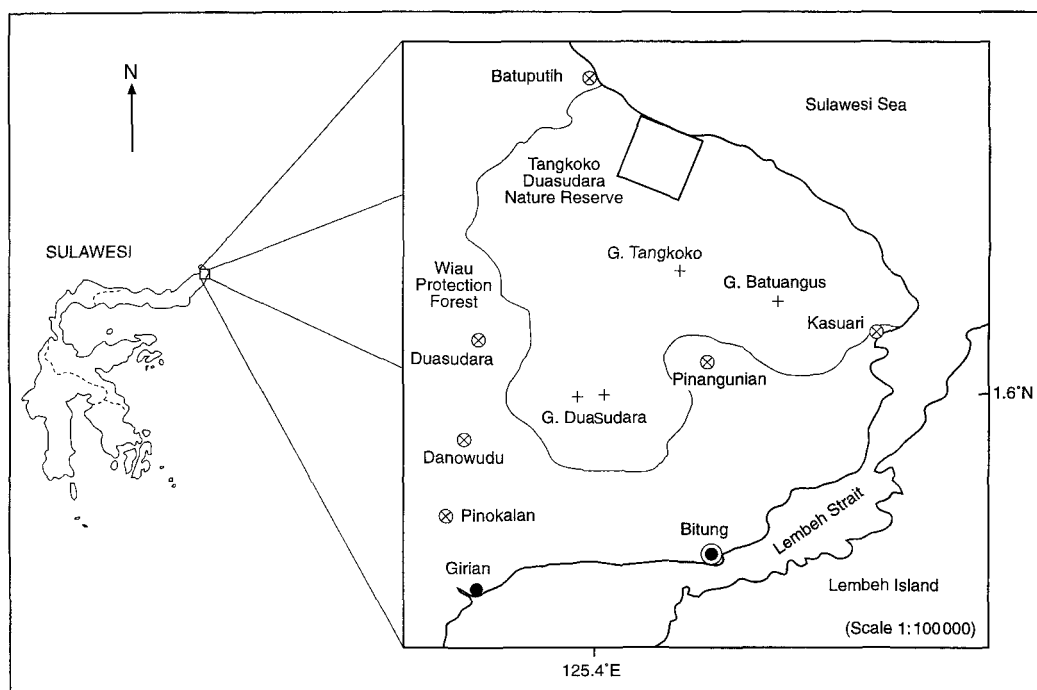 N
SULAWESI
Batuputih
Sulawesi Sea
Tangkoko
Duasudara
Nature Reserve
G. Tangkoko
Wiau
Protection
Forest
G. Batuangus
Kasuari
Duasudara
Pinangunian
1.6°N
G. DuaSudara
Danowudu
Pinokalan
Lembeh Strait
Bitung
Girian
Lembeh Island
(Scale 1:100000)
125.4°E